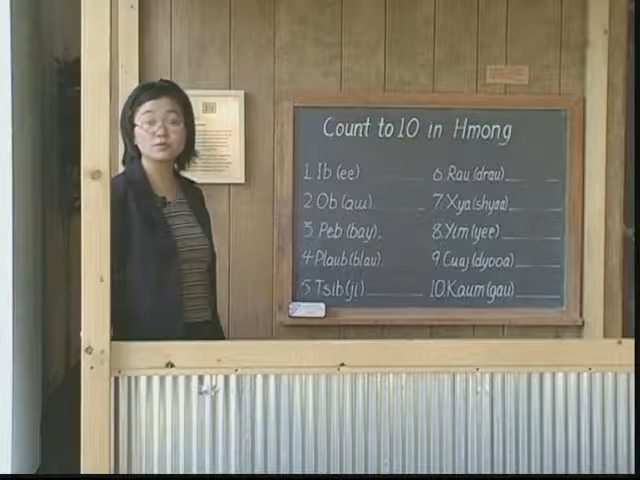 Count to 10 in Hmong
1 Ib (ee)
2 Ob (au)
3 Peb (bay)
4 Plaub (blau)
5 Tsib (ji)
6 Rau (drau)
7 Xya (shyaa)
8 Yim (yee)
9 Cuaj (dyooa)
10 Kaum (gau)